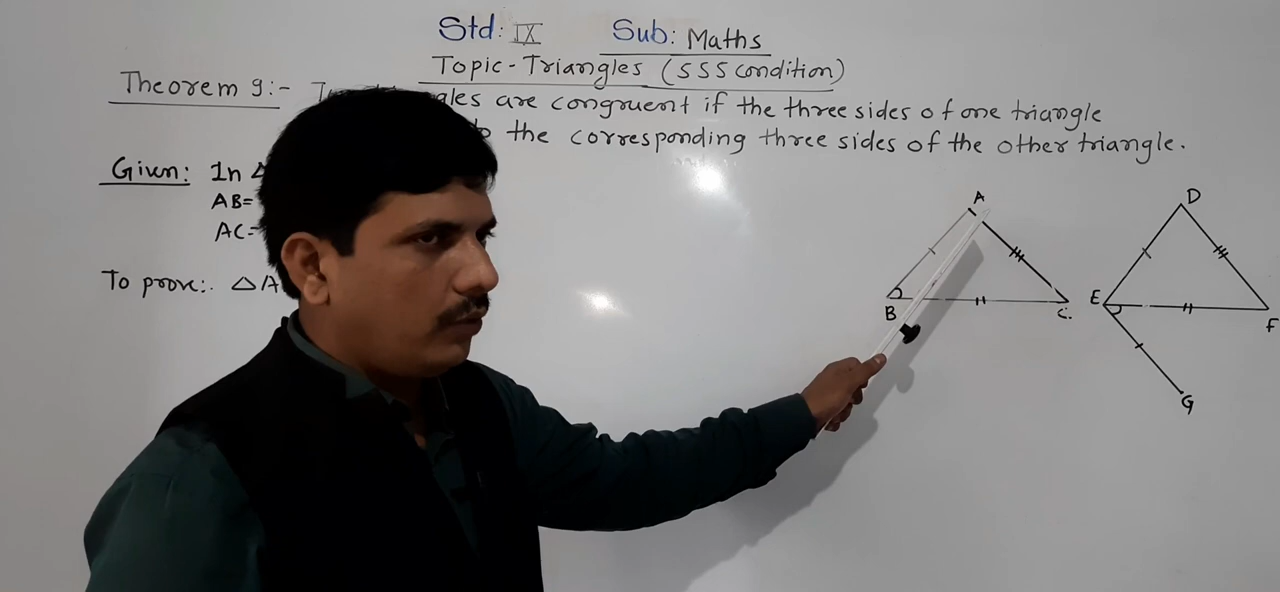 Std: IX Sub: Maths
Topic-Triangles (SSS condition)
Theorem 9:- are congruent if the three sides of one triangle
the corresponding three sides of the other triangle.
Given: In
AB=
AC=
To prove:. △A
A
B
C.
D
E
F
G